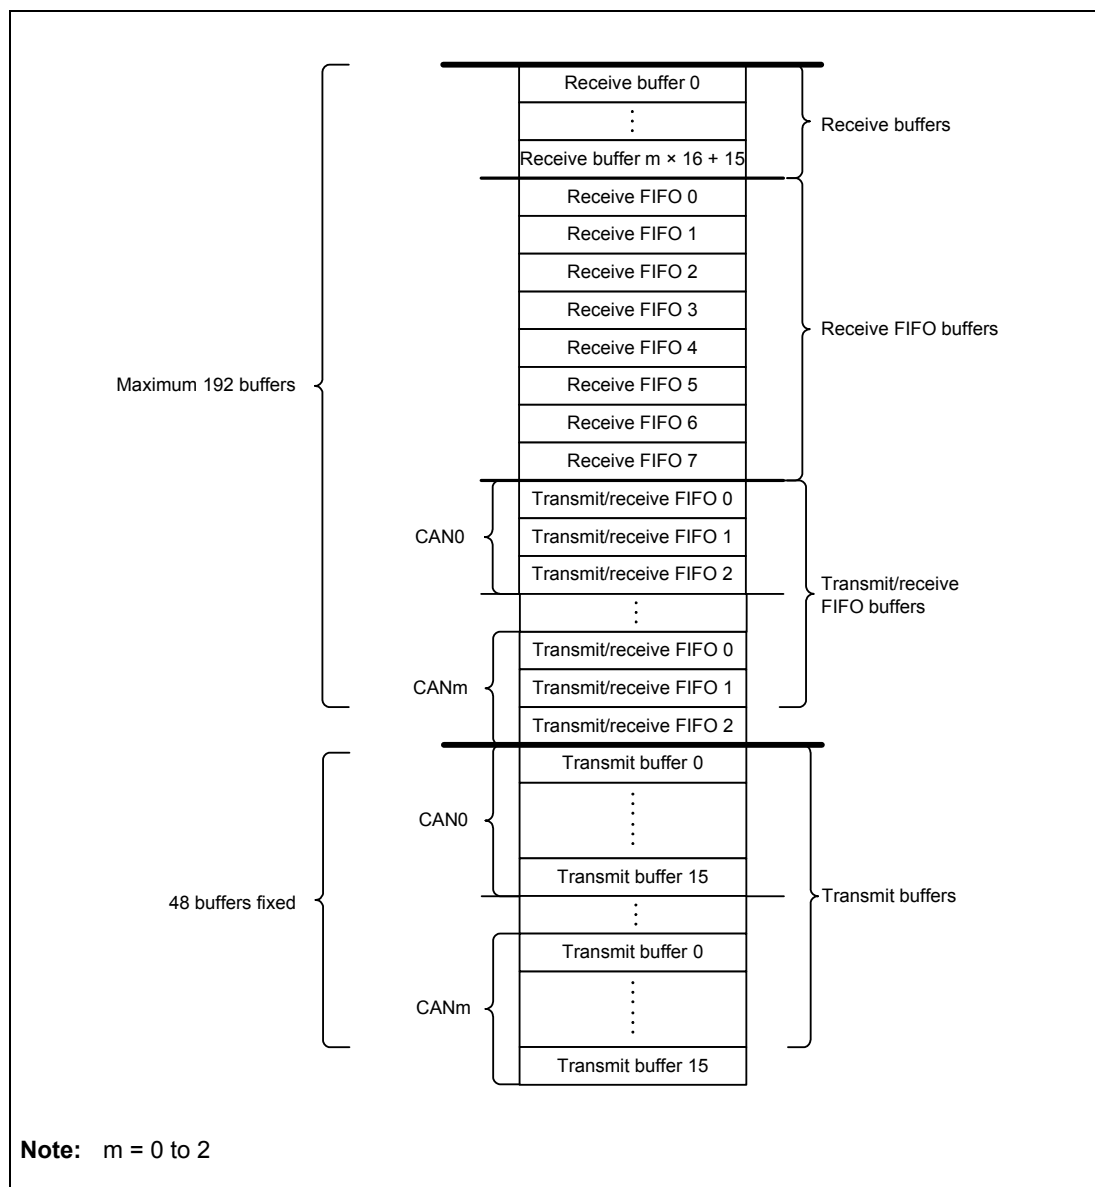 Receive buffer 0
Receive buffers
Receive buffer m × 16 + 15
Receive FIFO 0
Receive FIFO 1
Receive FIFO 2
Receive FIFO 3
Receive FIFO buffers
Receive FIFO 4
Maximum 192 buffers
Receive FIFO 5
Receive FIFO 6
Receive FIFO 7
Transmit/receive FIFO 0
CAN0
Transmit/receive FIFO 1
Transmit/receive FIFO 2
Transmit/receive
FIFO buffers
Transmit/receive FIFO 0
CANm
Transmit/receive FIFO 1
Transmit/receive FIFO 2
Transmit buffer 0
CAN0
Transmit buffer 15
48 buffers fixed
Transmit buffers
Transmit buffer 0
CANm
Transmit buffer 15
Note: m = 0 to 2